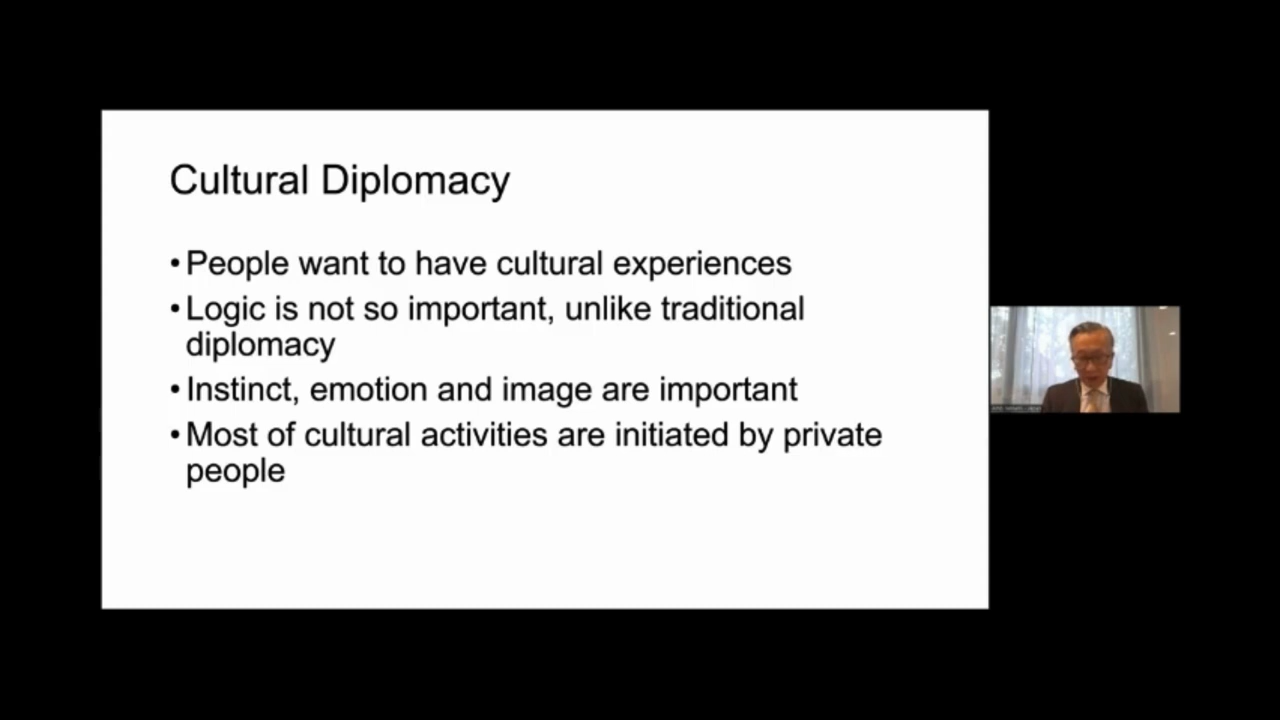 Cultural Diplomacy
• People want to have cultural experiences
• Logic is not so important, unlike traditional
diplomacy
• Instinct, emotion and image are important
• Most of cultural activities are initiated by private
people